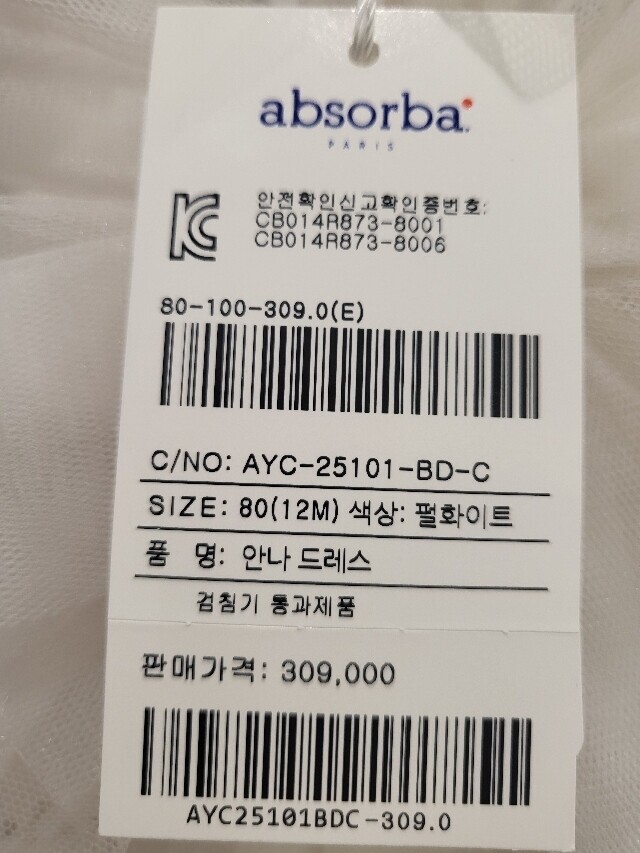 absorba
PARIS
안전확인신고확인증번호:
CB014R873-8001
CB014R873-8006
80-100-309.0(E)
C/NO: AYC-25101-BD-C
SIZE: 80(12M) 색상: 펄화이트
품 명: 안나 드레스
검침기 통과제품
판매가격: 309,000
AYC25101BDC-309.0